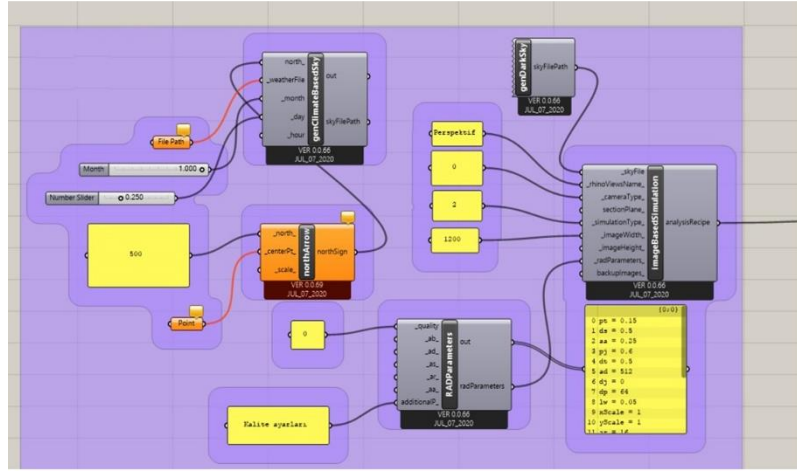 north_
_weatherFile
_month
_day
_hour
genClimateBasedSky
out
skyFilePath
VER 0.0.66
JUL_07_2020
genDarkSky
skyFilePath
VER 0.0.66
JUL_07_2020
File Path
Month
1.000
Number Slider
0.250
500
Point
_north_
_centerPt_
_scale_
northArrow
northSign
VER 0.0.69
JUL_07_2020
Perspektif
0
2
1200
_skyFile
_rhinoViewsName_
_cameraType_
sectionPlane_
_simulationType_
_imageWidth_
_imageHeight_
_radParameters_
backupImages_
imageBasedSimulation
analysisRecipe
VER 0.0.66
JUL_07_2020
0
Kalite ayarları
_quality
_ab_
_ad_
_as_
_ar_
_aa_
additionalP_
RADParameters
out
radParameters
VER 0.0.66
JUL_07_2020
{0;0}
0 pt = 0.15
1 ds = 0.5
2 aa = 0.25
3 pj = 0.6
4 dt = 0.5
5 ad = 512
6 dj = 0
7 dp = 64
8 lw = 0.05
9 xScale = 1
10 yScale = 1